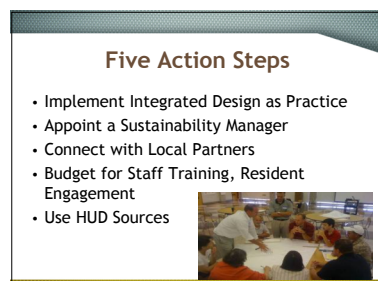 Five Action Steps
• Implement Integrated Design as Practice
• Appoint a Sustainability Manager
• Connect with Local Partners
• Budget for Staff Training, Resident
Engagement
• Use HUD Sources